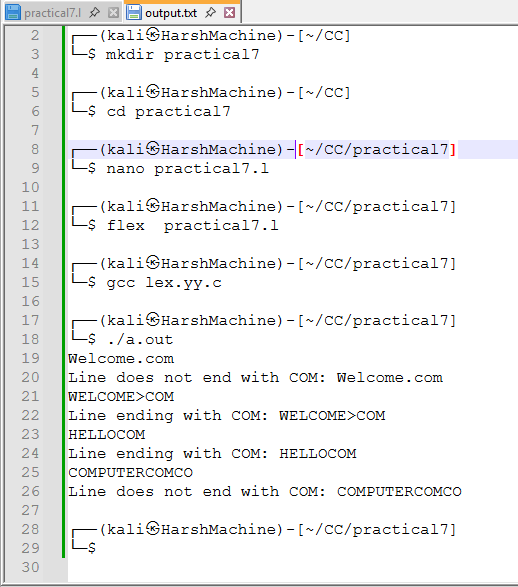 practical7.l output.txt
2 ┌──(kali㉿HarshMachine)-[~/CC]
3 └─$ mkdir practical7
4
5 ┌──(kali㉿HarshMachine)-[~/CC]
6 └─$ cd practical7
7
8 ┌──(kali㉿HarshMachine)-[~/CC/practical7]
9 └─$ nano practical7.l
10
11 ┌──(kali㉿HarshMachine)-[~/CC/practical7]
12 └─$ flex  practical7.l
13
14 ┌──(kali㉿HarshMachine)-[~/CC/practical7]
15 └─$ gcc lex.yy.c
16
17 ┌──(kali㉿HarshMachine)-[~/CC/practical7]
18 └─$ ./a.out
19 Welcome.com
20 Line does not end with COM: Welcome.com
21 WELCOME>COM
22 Line ending with COM: WELCOME>COM
23 HELLOCOM
24 Line ending with COM: HELLOCOM
25 COMPUTERCOMCO
26 Line does not end with COM: COMPUTERCOMCO
27
28 ┌──(kali㉿HarshMachine)-[~/CC/practical7]
29 └─$
30